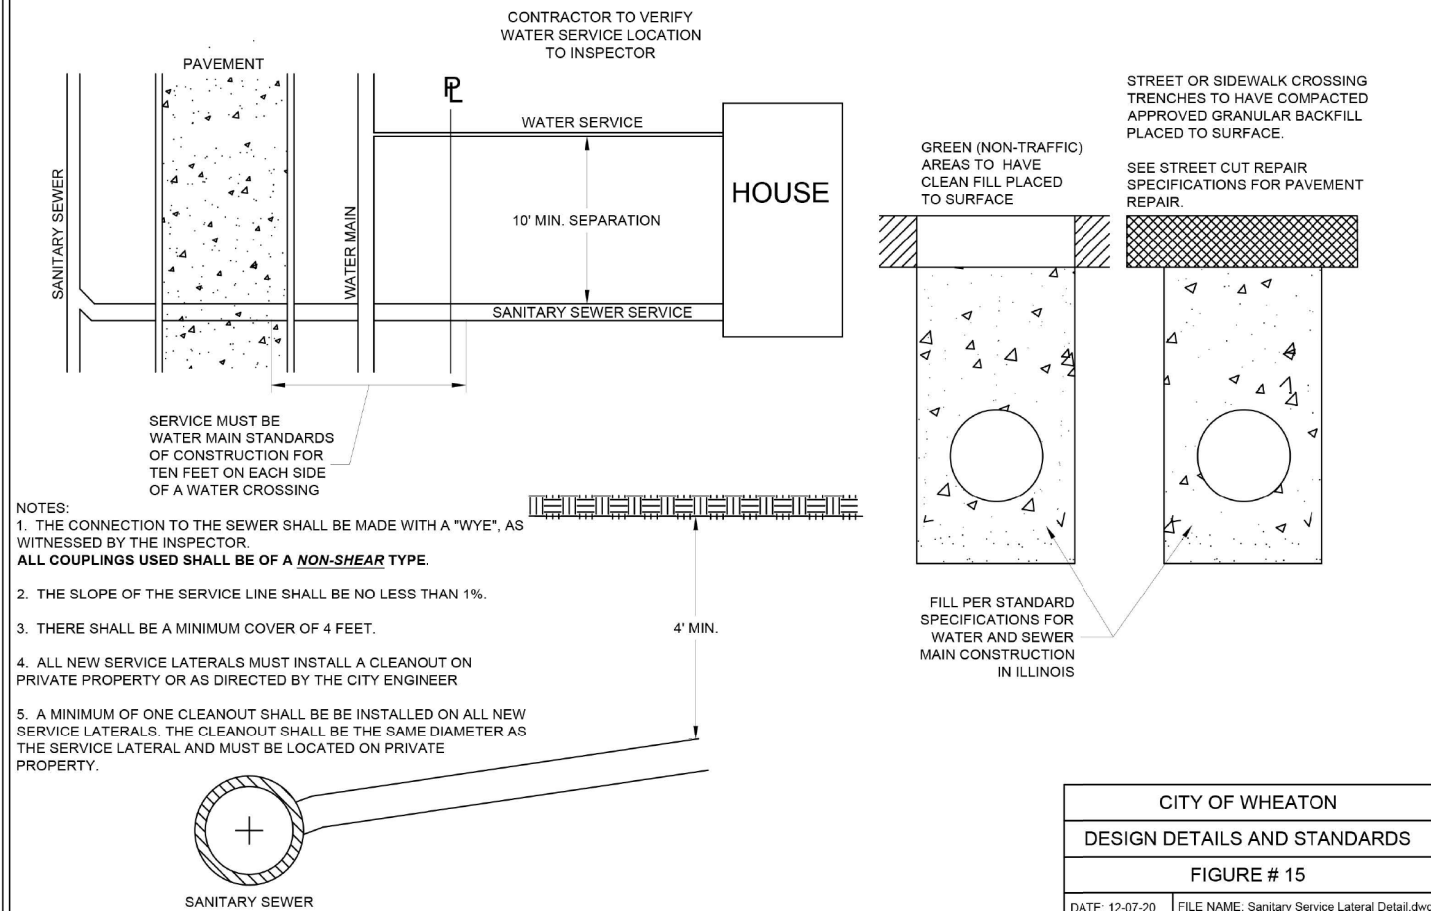 CONTRACTOR TO VERIFY
WATER SERVICE LOCATION
TO INSPECTOR
PAVEMENT
PL
WATER SERVICE
SANITARY SEWER
WATER MAIN
10' MIN. SEPARATION
HOUSE
SANITARY SEWER SERVICE
SERVICE MUST BE
WATER MAIN STANDARDS
OF CONSTRUCTION FOR
TEN FEET ON EACH SIDE
OF A WATER CROSSING
GREEN (NON-TRAFFIC)
AREAS TO HAVE
CLEAN FILL PLACED
TO SURFACE
STREET OR SIDEWALK CROSSING
TRENCHES TO HAVE COMPACTED
APPROVED GRANULAR BACKFILL
PLACED TO SURFACE.
SEE STREET CUT REPAIR
SPECIFICATIONS FOR PAVEMENT
REPAIR.
FILL PER STANDARD
SPECIFICATIONS FOR
WATER AND SEWER
MAIN CONSTRUCTION
IN ILLINOIS
NOTES:
1. THE CONNECTION TO THE SEWER SHALL BE MADE WITH A "WYE", AS
WITNESSED BY THE INSPECTOR.
ALL COUPLINGS USED SHALL BE OF A NON-SHEAR TYPE.
2. THE SLOPE OF THE SERVICE LINE SHALL BE NO LESS THAN 1%.
3. THERE SHALL BE A MINIMUM COVER OF 4 FEET.
4. ALL NEW SERVICE LATERALS MUST INSTALL A CLEANOUT ON
PRIVATE PROPERTY OR AS DIRECTED BY THE CITY ENGINEER
5. A MINIMUM OF ONE CLEANOUT SHALL BE BE INSTALLED ON ALL NEW
SERVICE LATERALS. THE CLEANOUT SHALL BE THE SAME DIAMETER AS
THE SERVICE LATERAL AND MUST BE LOCATED ON PRIVATE
PROPERTY.
4' MIN.
SANITARY SEWER
CITY OF WHEATON
DESIGN DETAILS AND STANDARDS
FIGURE # 15
DATE: 12-07-20
FILE NAME: Sanitary Service Lateral Detail.dwg